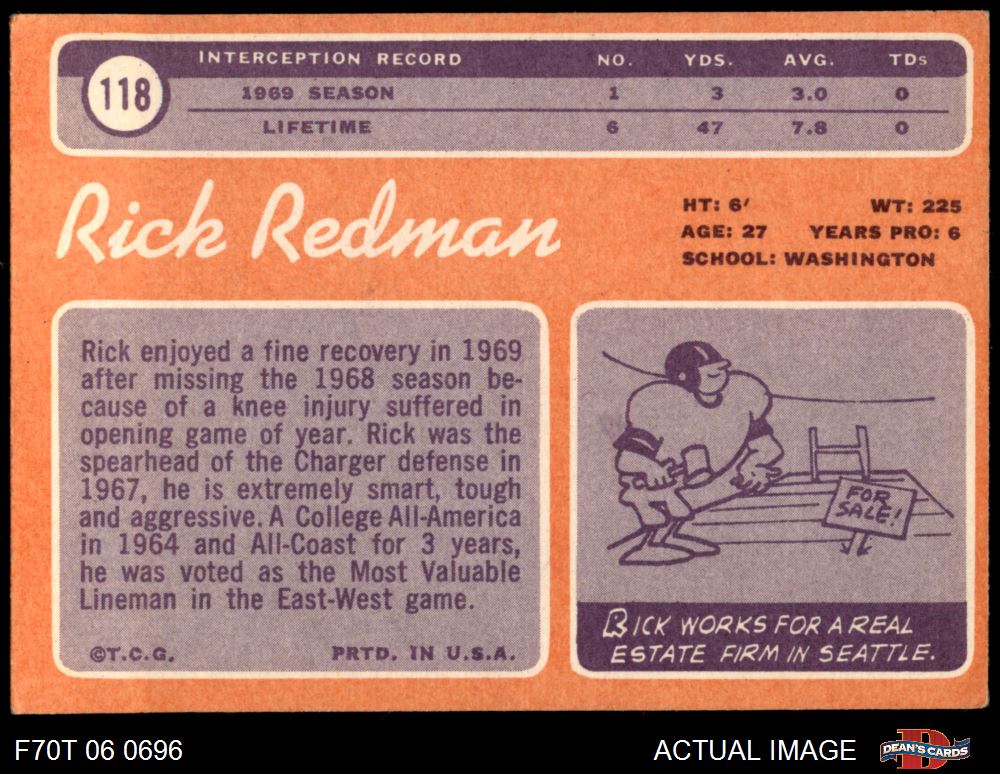 118
INTERCEPTION RECORD NO. YDS. AVG. TDs
1969 SEASON 1 3 3.0 0
LIFETIME 6 47 7.8 0
Rick Redman
HT: 6' WT: 225
AGE: 27 YEARS PRO: 6
SCHOOL: WASHINGTON
Rick enjoyed a fine recovery in 1969
after missing the 1968 season be-
cause of a knee injury suffered in
opening game of year. Rick was the
spearhead of the Charger defense in
1967, he is extremely smart, tough
and aggressive. A College All-America
in 1964 and All-Coast for 3 years,
he was voted as the Most Valuable
Lineman in the East-West game.
©T.C.G. PRTD. IN U.S.A.
FOR
SALE!
RICK WORKS FOR A REAL
ESTATE FIRM IN SEATTLE.
F70T 06 0696 ACTUAL IMAGE
D
DEAN'S CARDS